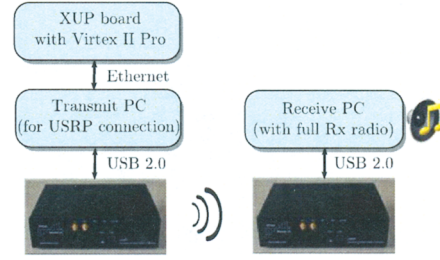 XUP board
with Virtex II Pro
Ethernet
Transmit PC
(for USRP connection)
USB 2.0
Receive PC
(with full Rx radio)
USB 2.0